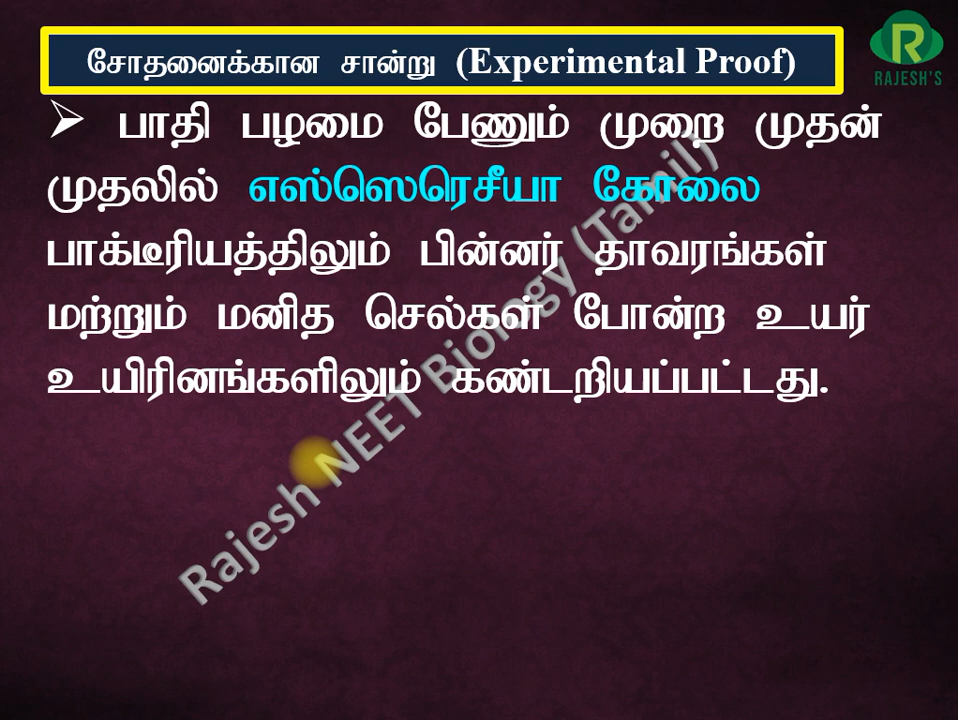 சோதனைக்கான சான்று (Experimental Proof)
R
RAJESH'S
➢ பாதி பழமை பேணும் முறை முதன்
முதலில் எஸ்ஸெரெசீயா கோலை
பாக்டீரியத்திலும் பின்னர் தாவரங்கள்
மற்றும் மனித செல்கள் போன்ற உயர்
உயிரினங்களிலும் கண்டறியப்பட்டது.
Rajesh NEET Biology (Tamil)